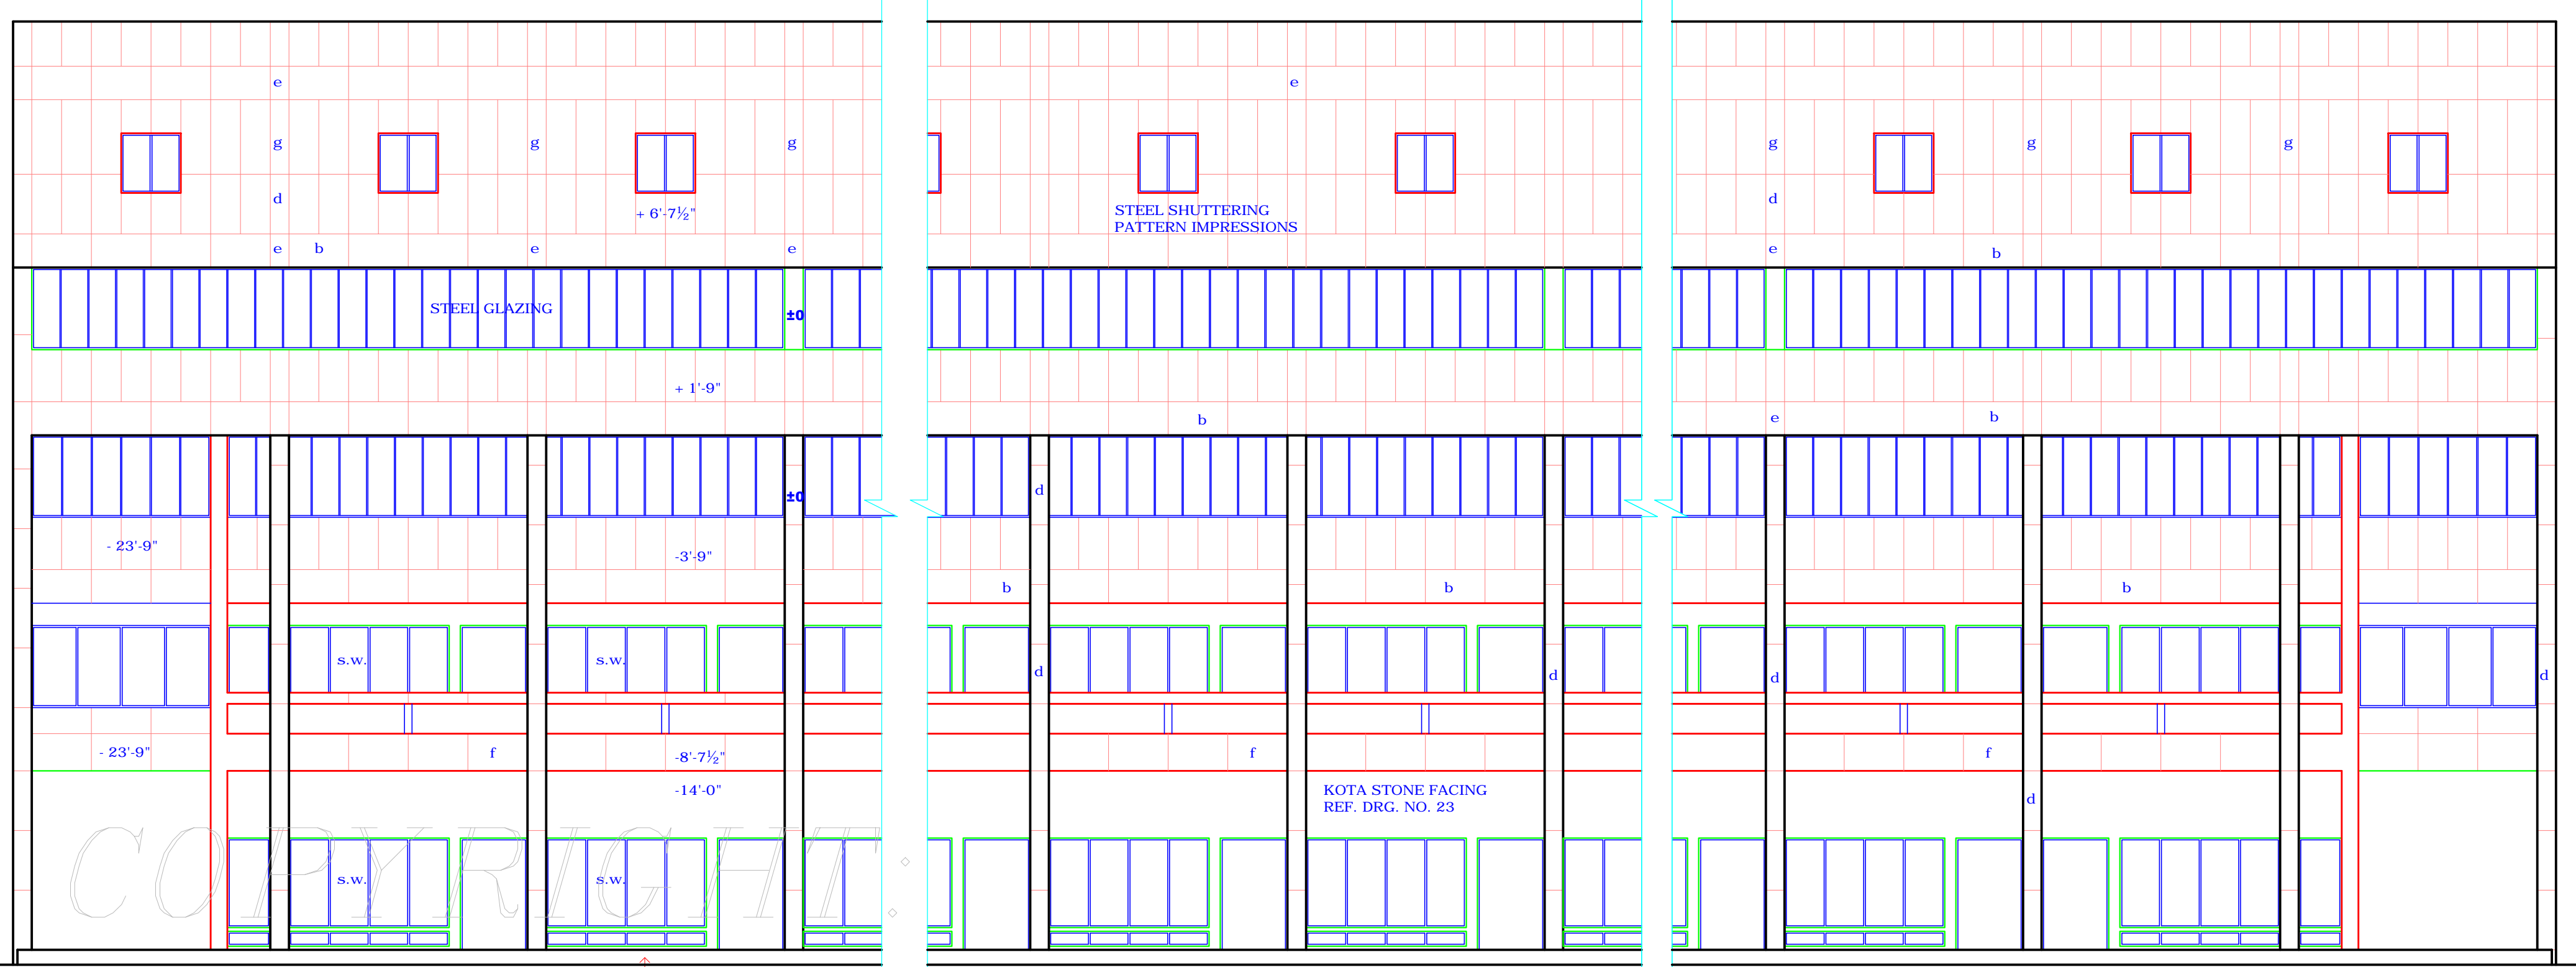 e e
g g g g g g
d d
+ 6'-7½"
STEEL SHUTTERING
PATTERN IMPRESSIONS
e b e e e b
STEEL GLAZING
±0
+ 1'-9"
b e b
d
±0
- 23'-9"
-3'-9"
b b b
s.w. s.w.
d d d d
- 23'-9"
f -8'-7½" f f
-14'-0"
KOTA STONE FACING
REF. DRG. NO. 23
d
COPYRIGHT
s.w. s.w.